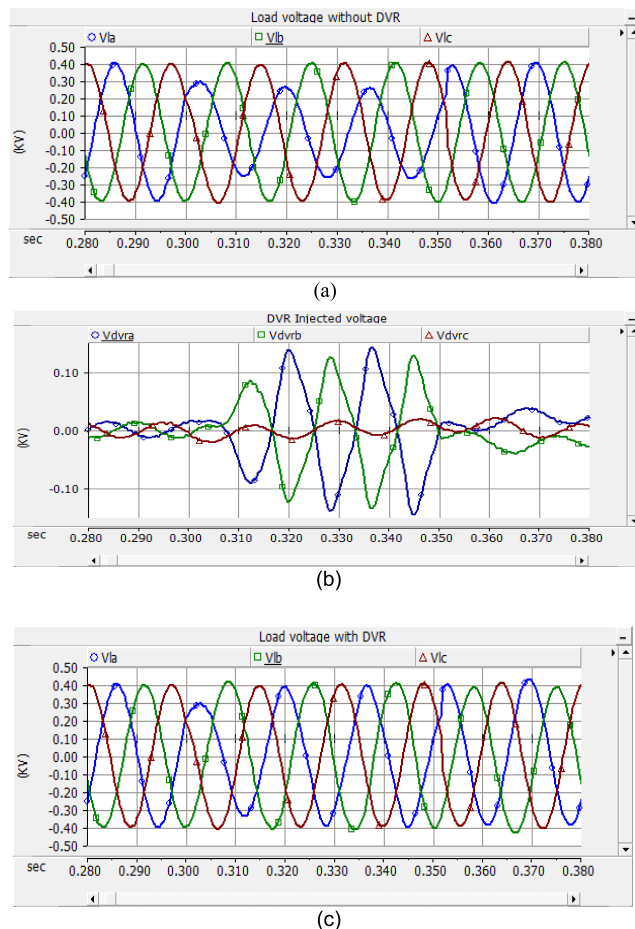 Load voltage without DVR
Vla Vlb Vlc
0.50
0.40
0.30
0.20
0.10
0.00
-0.10
-0.20
-0.30
-0.40
-0.50
(KV)
sec 0.280 0.290 0.300 0.310 0.320 0.330 0.340 0.350 0.360 0.370 0.380
(a)
DVR Injected voltage
Vdvra Vdvrb Vdvrc
0.10
0.00
-0.10
(KV)
0.280 0.290 0.300 0.310 0.320 0.330 0.340 0.350 0.360 0.370 0.380
sec
(b)
Load voltage with DVR
Vla Vlb Vlc
0.50
0.40
0.30
0.20
0.10
0.00
-0.10
-0.20
-0.30
-0.40
-0.50
(KV)
sec 0.280 0.290 0.300 0.310 0.320 0.330 0.340 0.350 0.360 0.370 0.380
(c)